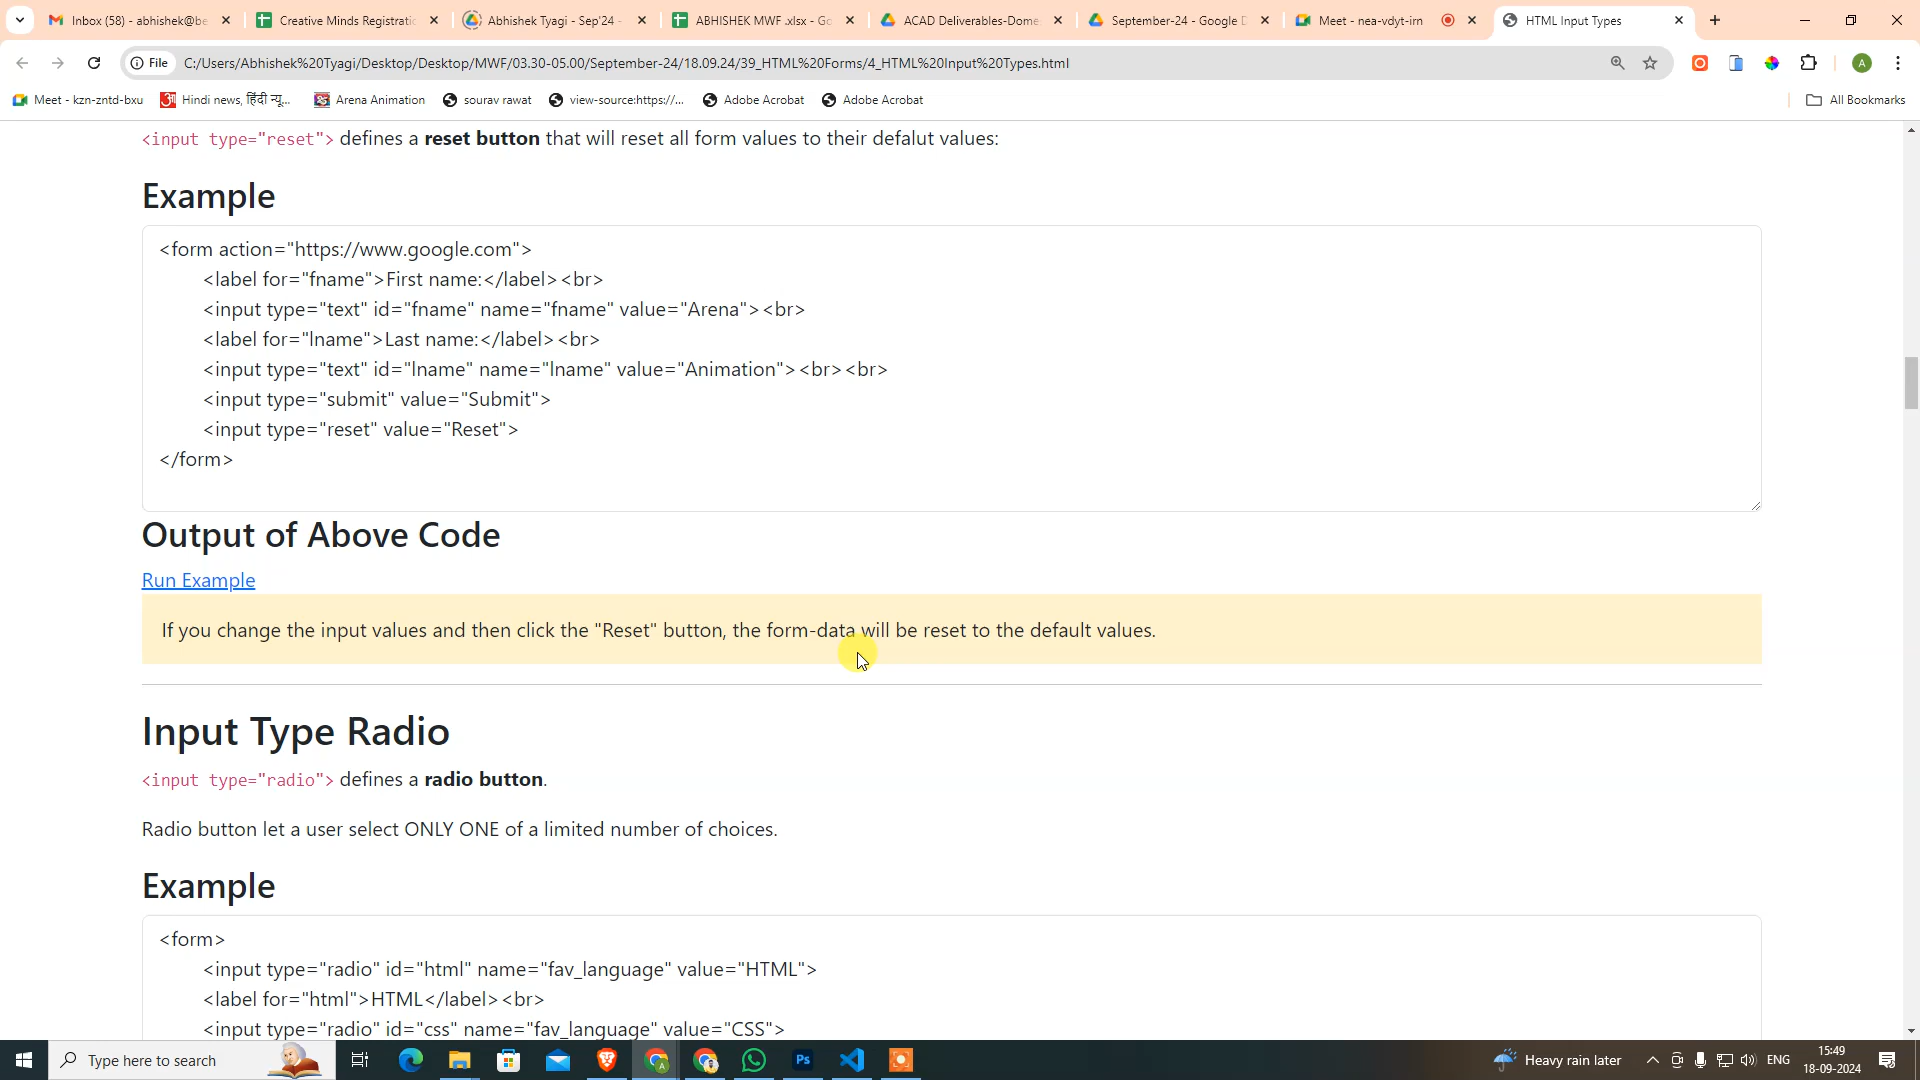 Inbox (58) - abhishek@be
Creative Minds Registratic
Abhishek Tyagi - Sep'24 -
ABHISHEK MWF .xlsx - Go
ACAD Deliverables-Dome
September-24 - Google D
Meet - nea-vdyt-irn
HTML Input Types
File C:/Users/Abhishek%20Tyagi/Desktop/Desktop/MWF/03.30-05.00/September-24/18.09.24/39_HTML%20Forms/4_HTML%20Input%20Types.html
A
Meet - kzn-zntd-bxu
Hindi news, हिंदी न्यू...
Arena Animation
sourav rawat
view-source:https://...
Adobe Acrobat
Adobe Acrobat
All Bookmarks
<input type="reset"> defines a reset button that will reset all form values to their defalut values:
Example
<form action="https://www.google.com">
<label for="fname">First name:</label><br>
<input type="text" id="fname" name="fname" value="Arena"><br>
<label for="lname">Last name:</label><br>
<input type="text" id="lname" name="lname" value="Animation"><br><br>
<input type="submit" value="Submit">
<input type="reset" value="Reset">
</form>
Output of Above Code
Run Example
If you change the input values and then click the "Reset" button, the form-data will be reset to the default values.
Input Type Radio
<input type="radio"> defines a radio button.
Radio button let a user select ONLY ONE of a limited number of choices.
Example
<form>
<input type="radio" id="html" name="fav_language" value="HTML">
<label for="html">HTML</label><br>
<input type="radio" id="css" name="fav_language" value="CSS">
Type here to search
Ps
Heavy rain later
ENG
15:49
18-09-2024